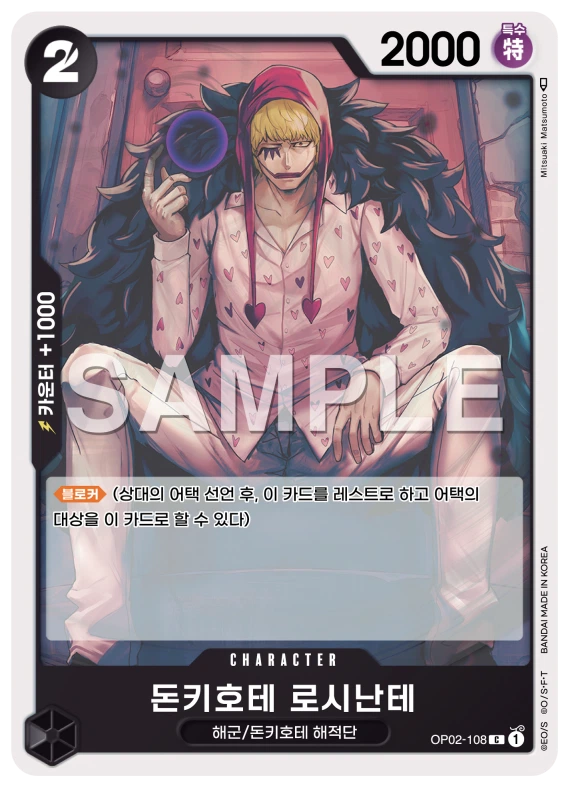 2
2000
특수
特
Mitsuaki Matsumoto
카운터 +1000
SAMPLE
블로커 (상대의 어택 선언 후, 이 카드를 레스트로 하고 어택의
대상을 이 카드로 할 수 있다)
CHARACTER
돈키호테 로시난테
해군/돈키호테 해적단
OP02-108 C 1
©EO/S ©O/S·F·T BANDAI MADE IN KOREA